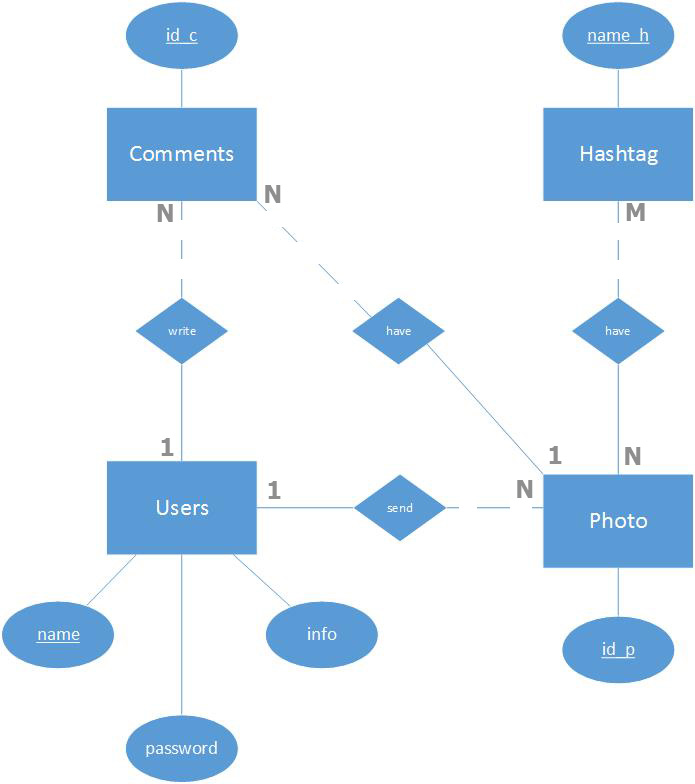 id_c
name_h
Comments
Hashtag
N
N
M
write
have
have
1
1
N
1
N
Users
send
Photo
name
info
id_p
password